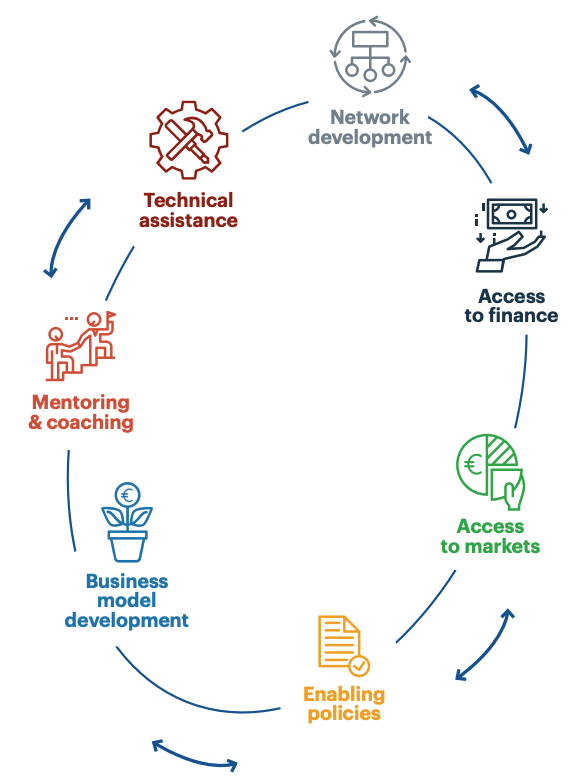 Network
development
Technical
assistance
Access
to finance
Mentoring
& coaching
€
Access
to markets
€
Business
model
development
Enabling
policies